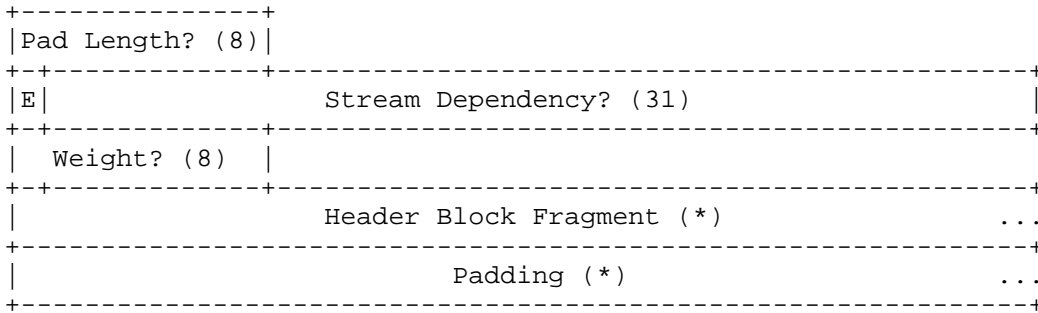 Pad Length? (8)
E Stream Dependency? (31)
Weight? (8)
Header Block Fragment (*) ...
Padding (*) ...